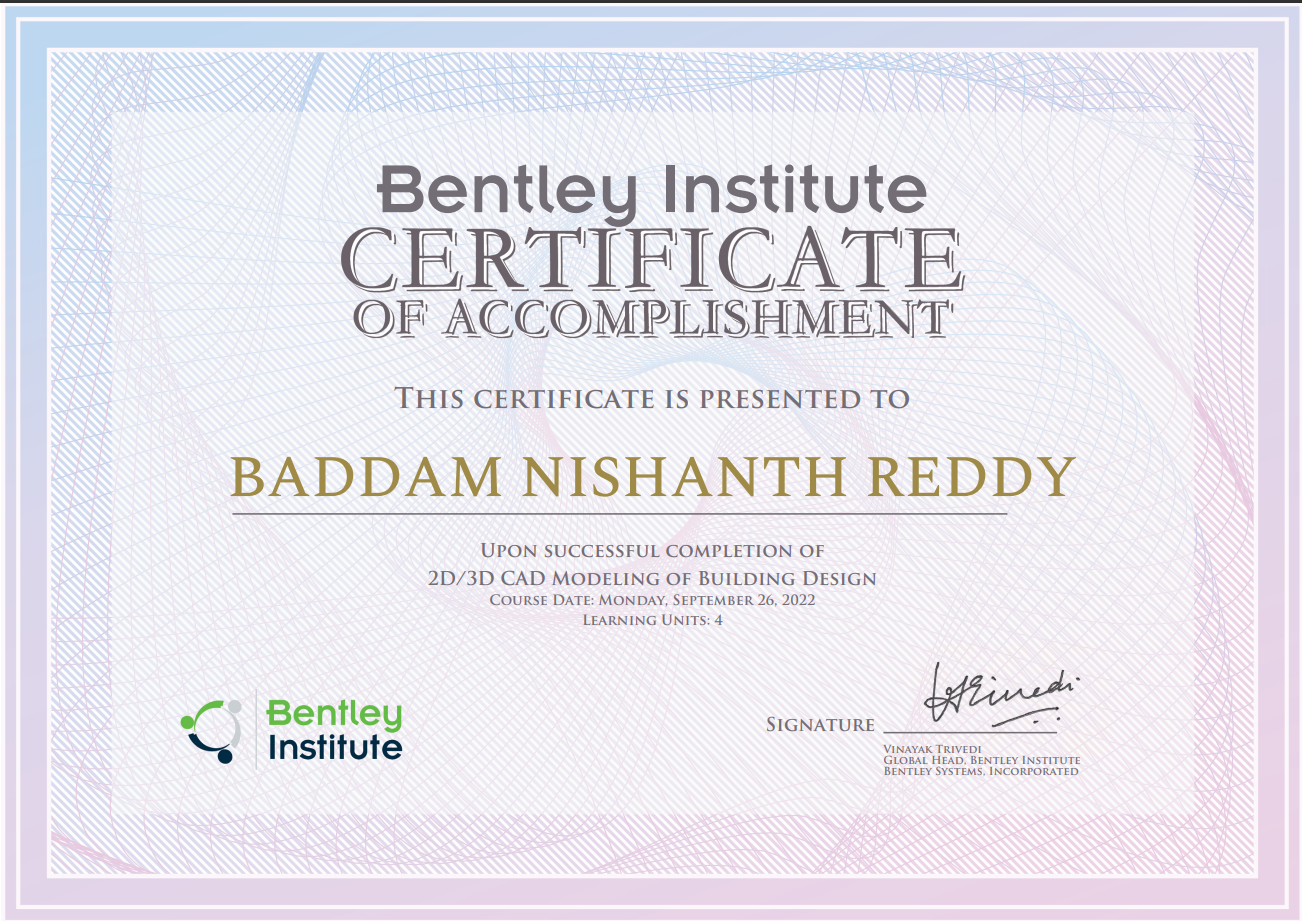 Bentley Institute
CERTIFICATE
OF ACCOMPLISHMENT
THIS CERTIFICATE IS PRESENTED TO
BADDAM NISHANTH REDDY
UPON SUCCESSFUL COMPLETION OF
2D/3D CAD MODELING OF BUILDING DESIGN
COURSE DATE: MONDAY, SEPTEMBER 26, 2022
LEARNING UNITS: 4
Bentley
Institute
SIGNATURE
VINAYAK TRIVEDI
GLOBAL HEAD, BENTLEY INSTITUTE
BENTLEY SYSTEMS, INCORPORATED